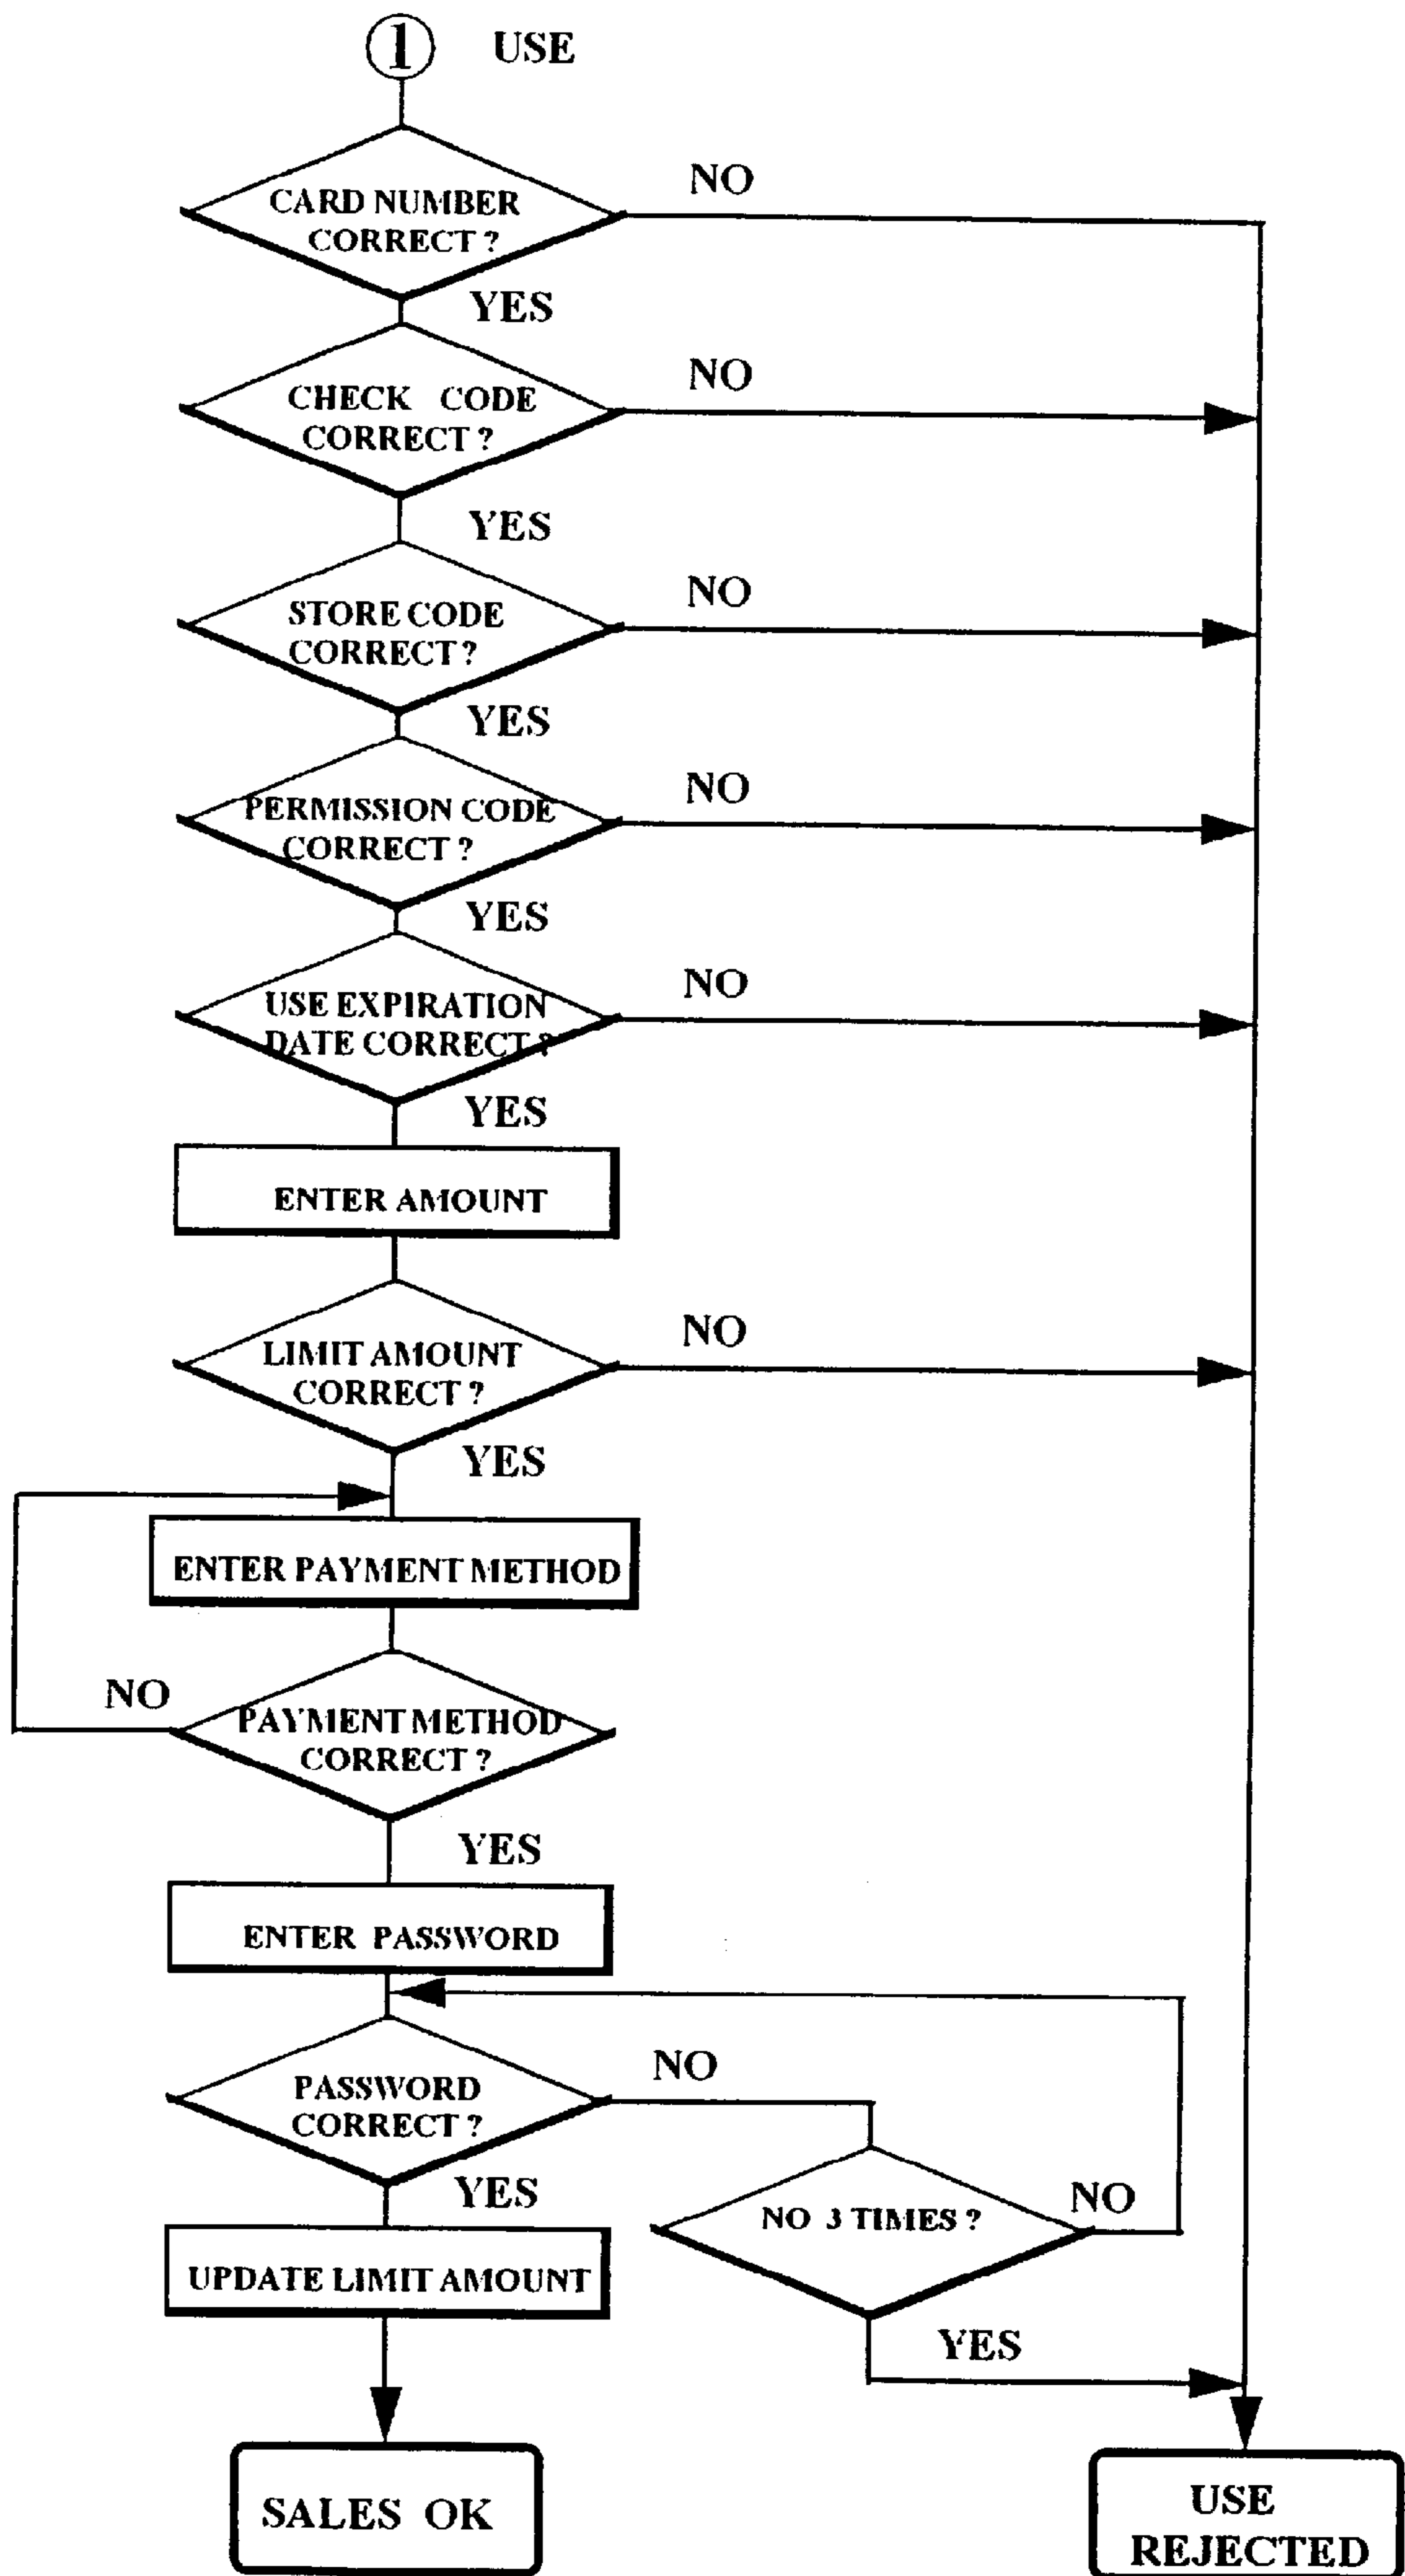 1 USE
CARD NUMBER
CORRECT ?
NO
YES
CHECK CODE
CORRECT ?
NO
YES
STORE CODE
CORRECT ?
NO
YES
PERMISSION CODE
CORRECT ?
NO
YES
USE EXPIRATION
DATE CORRECT ?
NO
YES
ENTER AMOUNT
LIMIT AMOUNT
CORRECT ?
NO
YES
ENTER PAYMENT METHOD
PAYMENT METHOD
CORRECT ?
NO
YES
ENTER PASSWORD
PASSWORD
CORRECT ?
NO
YES
NO 3 TIMES ?
NO
UPDATE LIMIT AMOUNT
YES
SALES OK
USE
REJECTED